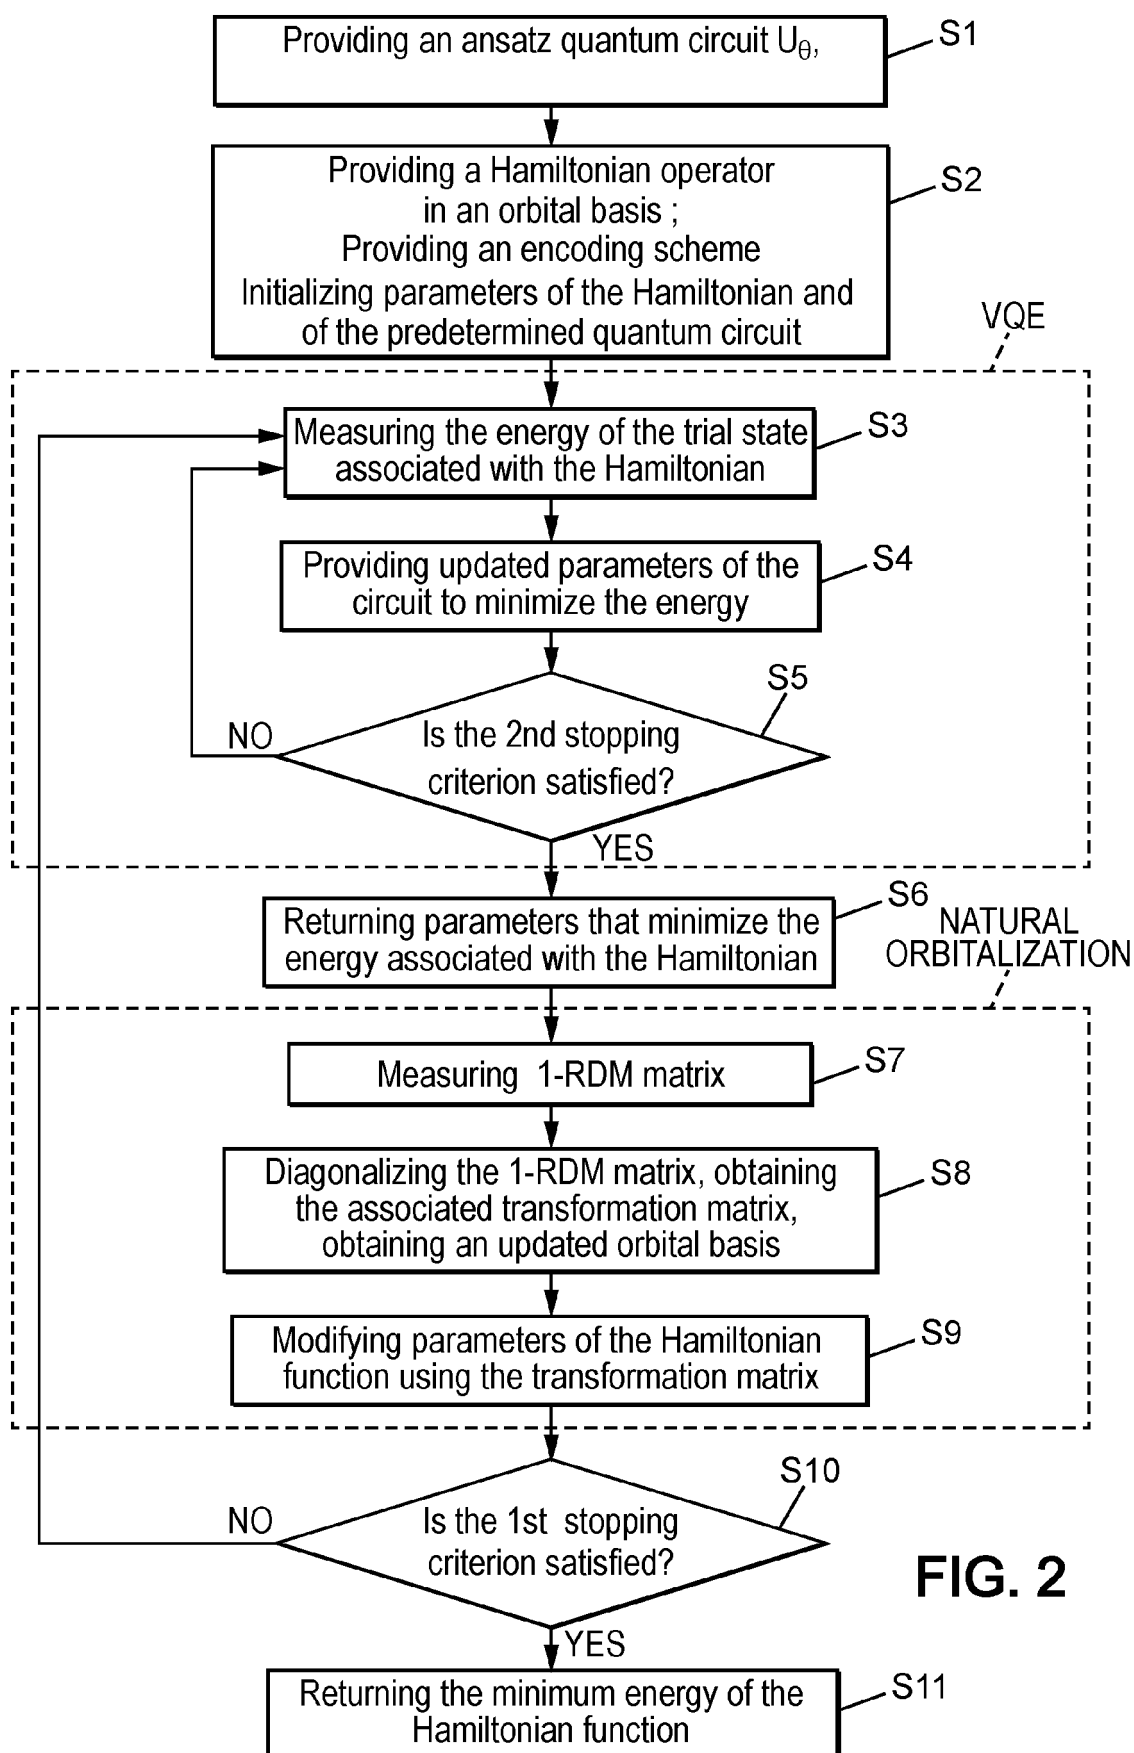 Providing an ansatz quantum circuit Uθ,
S1
Providing a Hamiltonian operator
in an orbital basis ;
Providing an encoding scheme
Initializing parameters of the Hamiltonian and
of the predetermined quantum circuit
S2
VQE
Measuring the energy of the trial state
associated with the Hamiltonian
S3
Providing updated parameters of the
circuit to minimize the energy
S4
S5
Is the 2nd stopping
criterion satisfied?
NO
YES
Returning parameters that minimize the
energy associated with the Hamiltonian
S6
NATURAL
ORBITALIZATION
Measuring 1-RDM matrix
S7
Diagonalizing the 1-RDM matrix, obtaining
the associated transformation matrix,
obtaining an updated orbital basis
S8
Modifying parameters of the Hamiltonian
function using the transformation matrix
S9
S10
Is the 1st stopping
criterion satisfied?
NO
FIG. 2
YES
Returning the minimum energy of the
Hamiltonian function
S11